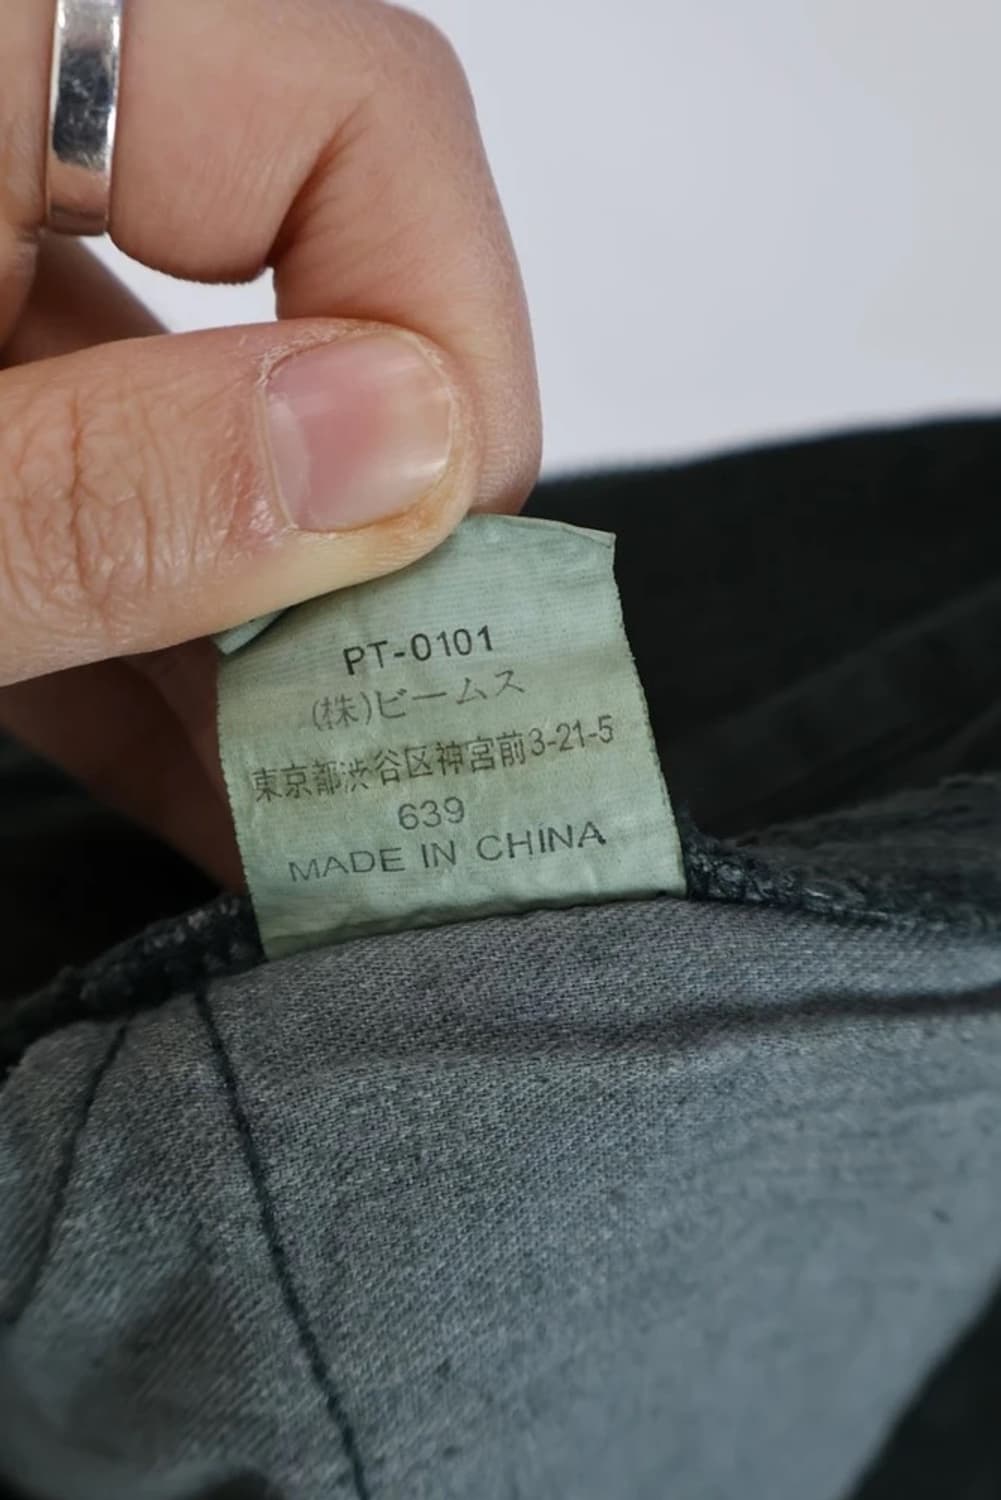 PT-0101
(株)ビームス
東京都渋谷区神宮前3-21-5
639
MADE IN CHINA